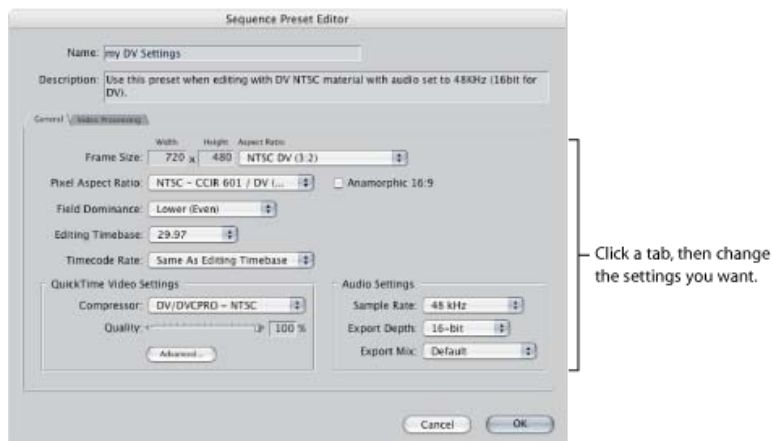 Sequence Preset Editor
Name: my DV Settings
Description: Use this preset when editing with DV NTSC material with audio set to 48KHz (16bit for
DV).
General Video Processing
Width Height Aspect Ratio
Frame Size: 720 x 480 NTSC DV (3:2)
Pixel Aspect Ratio: NTSC - CCIR 601 / DV (... Anamorphic 16:9
Field Dominance: Lower (Even)
Editing Timebase: 29.97
Timecode Rate: Same As Editing Timebase
QuickTime Video Settings Audio Settings
Compressor: DV/DVCPRO - NTSC Sample Rate: 48 kHz
Quality: 100 % Export Depth: 16-bit
Advanced... Export Mix: Default
Click a tab, then change
the settings you want.
Cancel OK